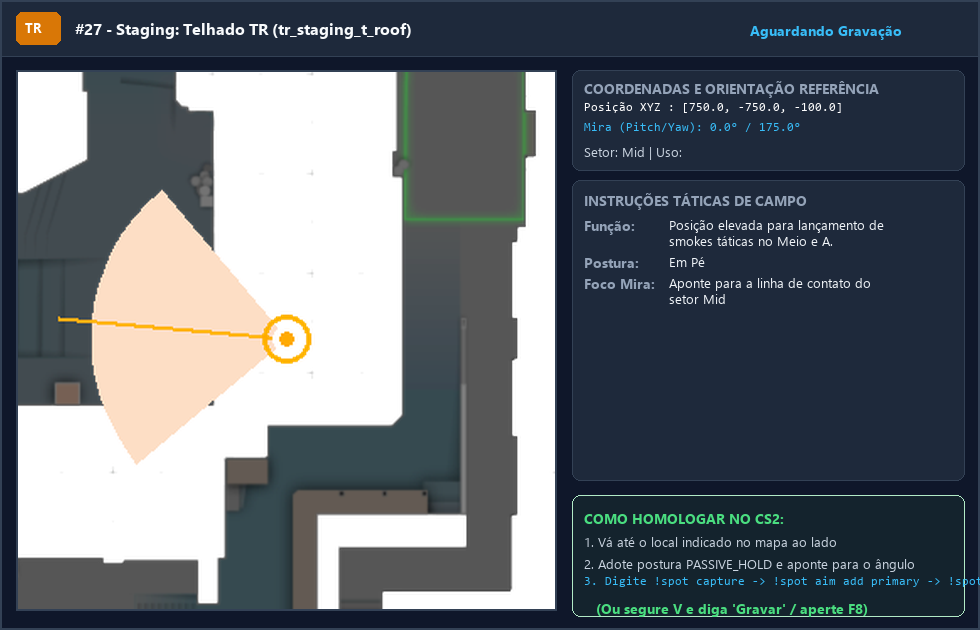 TR
#27 - Staging: Telhado TR (tr_staging_t_roof)
Aguardando Gravação
COORDENADAS E ORIENTAÇÃO REFERÊNCIA
Posição XYZ : [750.0, -750.0, -100.0]
Mira (Pitch/Yaw): 0.0° / 175.0°
Setor: Mid | Uso:
INSTRUÇÕES TÁTICAS DE CAMPO
Função: Posição elevada para lançamento de
smokes táticas no Meio e A.
Postura: Em Pé
Foco Mira: Aponte para a linha de contato do
setor Mid
COMO HOMOLOGAR NO CS2:
1. Vá até o local indicado no mapa ao lado
2. Adote postura PASSIVE_HOLD e aponte para o ângulo
3. Digite !spot capture -> !spot aim add primary -> !spot
(Ou segure V e diga 'Gravar' / aperte F8)